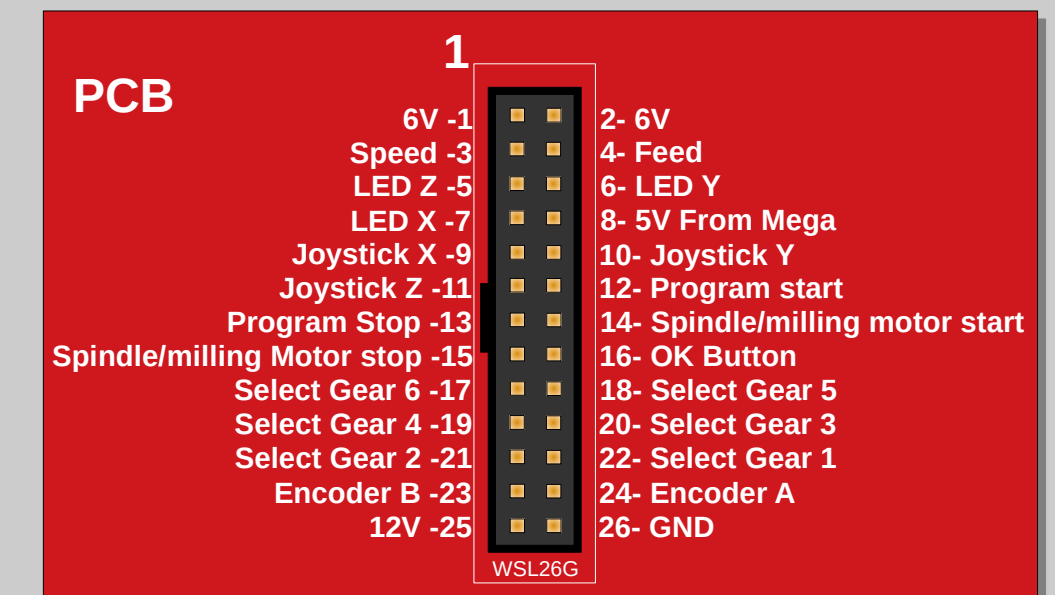 1
PCB
6V -1 2- 6V
Speed -3 4- Feed
LED Z -5 6- LED Y
LED X -7 8- 5V From Mega
Joystick X -9 10- Joystick Y
Joystick Z -11 12- Program start
Program Stop -13 14- Spindle/milling motor start
Spindle/milling Motor stop -15 16- OK Button
Select Gear 6 -17 18- Select Gear 5
Select Gear 4 -19 20- Select Gear 3
Select Gear 2 -21 22- Select Gear 1
Encoder B -23 24- Encoder A
12V -25 26- GND
WSL26G